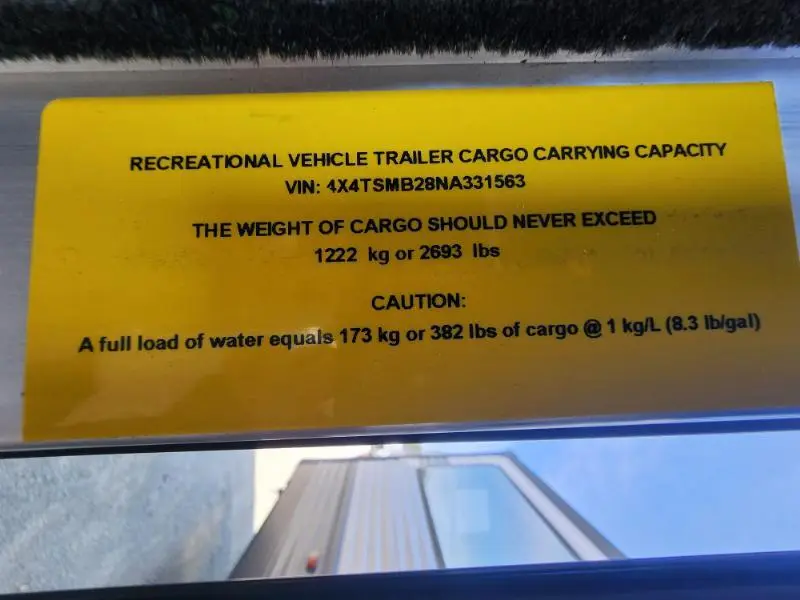 RECREATIONAL VEHICLE TRAILER CARGO CARRYING CAPACITY
VIN: 4X4TSMB28NA331563
THE WEIGHT OF CARGO SHOULD NEVER EXCEED
1222 kg or 2693 lbs
CAUTION:
A full load of water equals 173 kg or 382 lbs of cargo @ 1 kg/L (8.3 lb/gal)